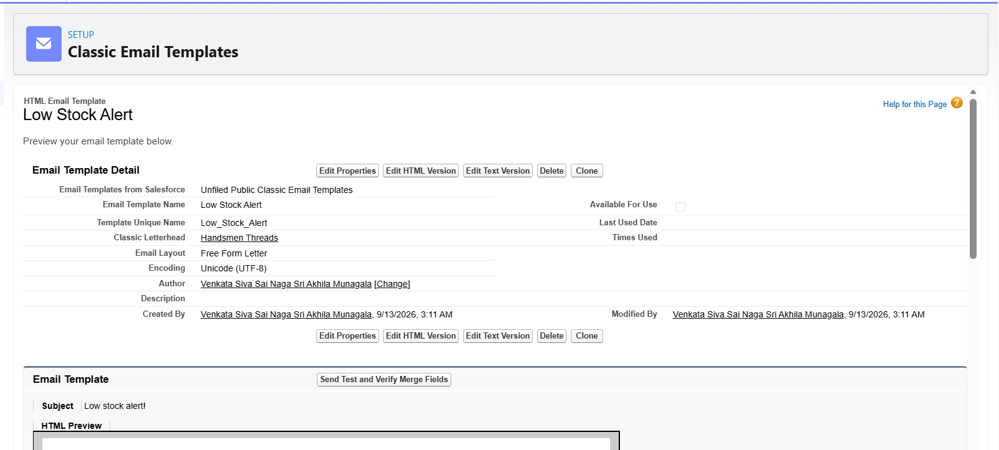 SETUP
Classic Email Templates
HTML Email Template
Low Stock Alert
Help for this Page ?
Preview your email template below.
Email Template Detail
Edit Properties Edit HTML Version Edit Text Version Delete Clone
Email Templates from Salesforce Unfiled Public Classic Email Templates
Email Template Name Low Stock Alert Available For Use
Template Unique Name Low_Stock_Alert Last Used Date
Classic Letterhead Handsmen Threads Times Used
Email Layout Free Form Letter
Encoding Unicode (UTF-8)
Author Venkata Siva Sai Naga Sri Akhila Munagala [Change]
Description
Created By Venkata Siva Sai Naga Sri Akhila Munagala, 9/13/2026, 3:11 AM Modified By Venkata Siva Sai Naga Sri Akhila Munagala, 9/13/2026, 3:11 AM
Edit Properties Edit HTML Version Edit Text Version Delete Clone
Email Template Send Test and Verify Merge Fields
Subject Low stock alert!
HTML Preview